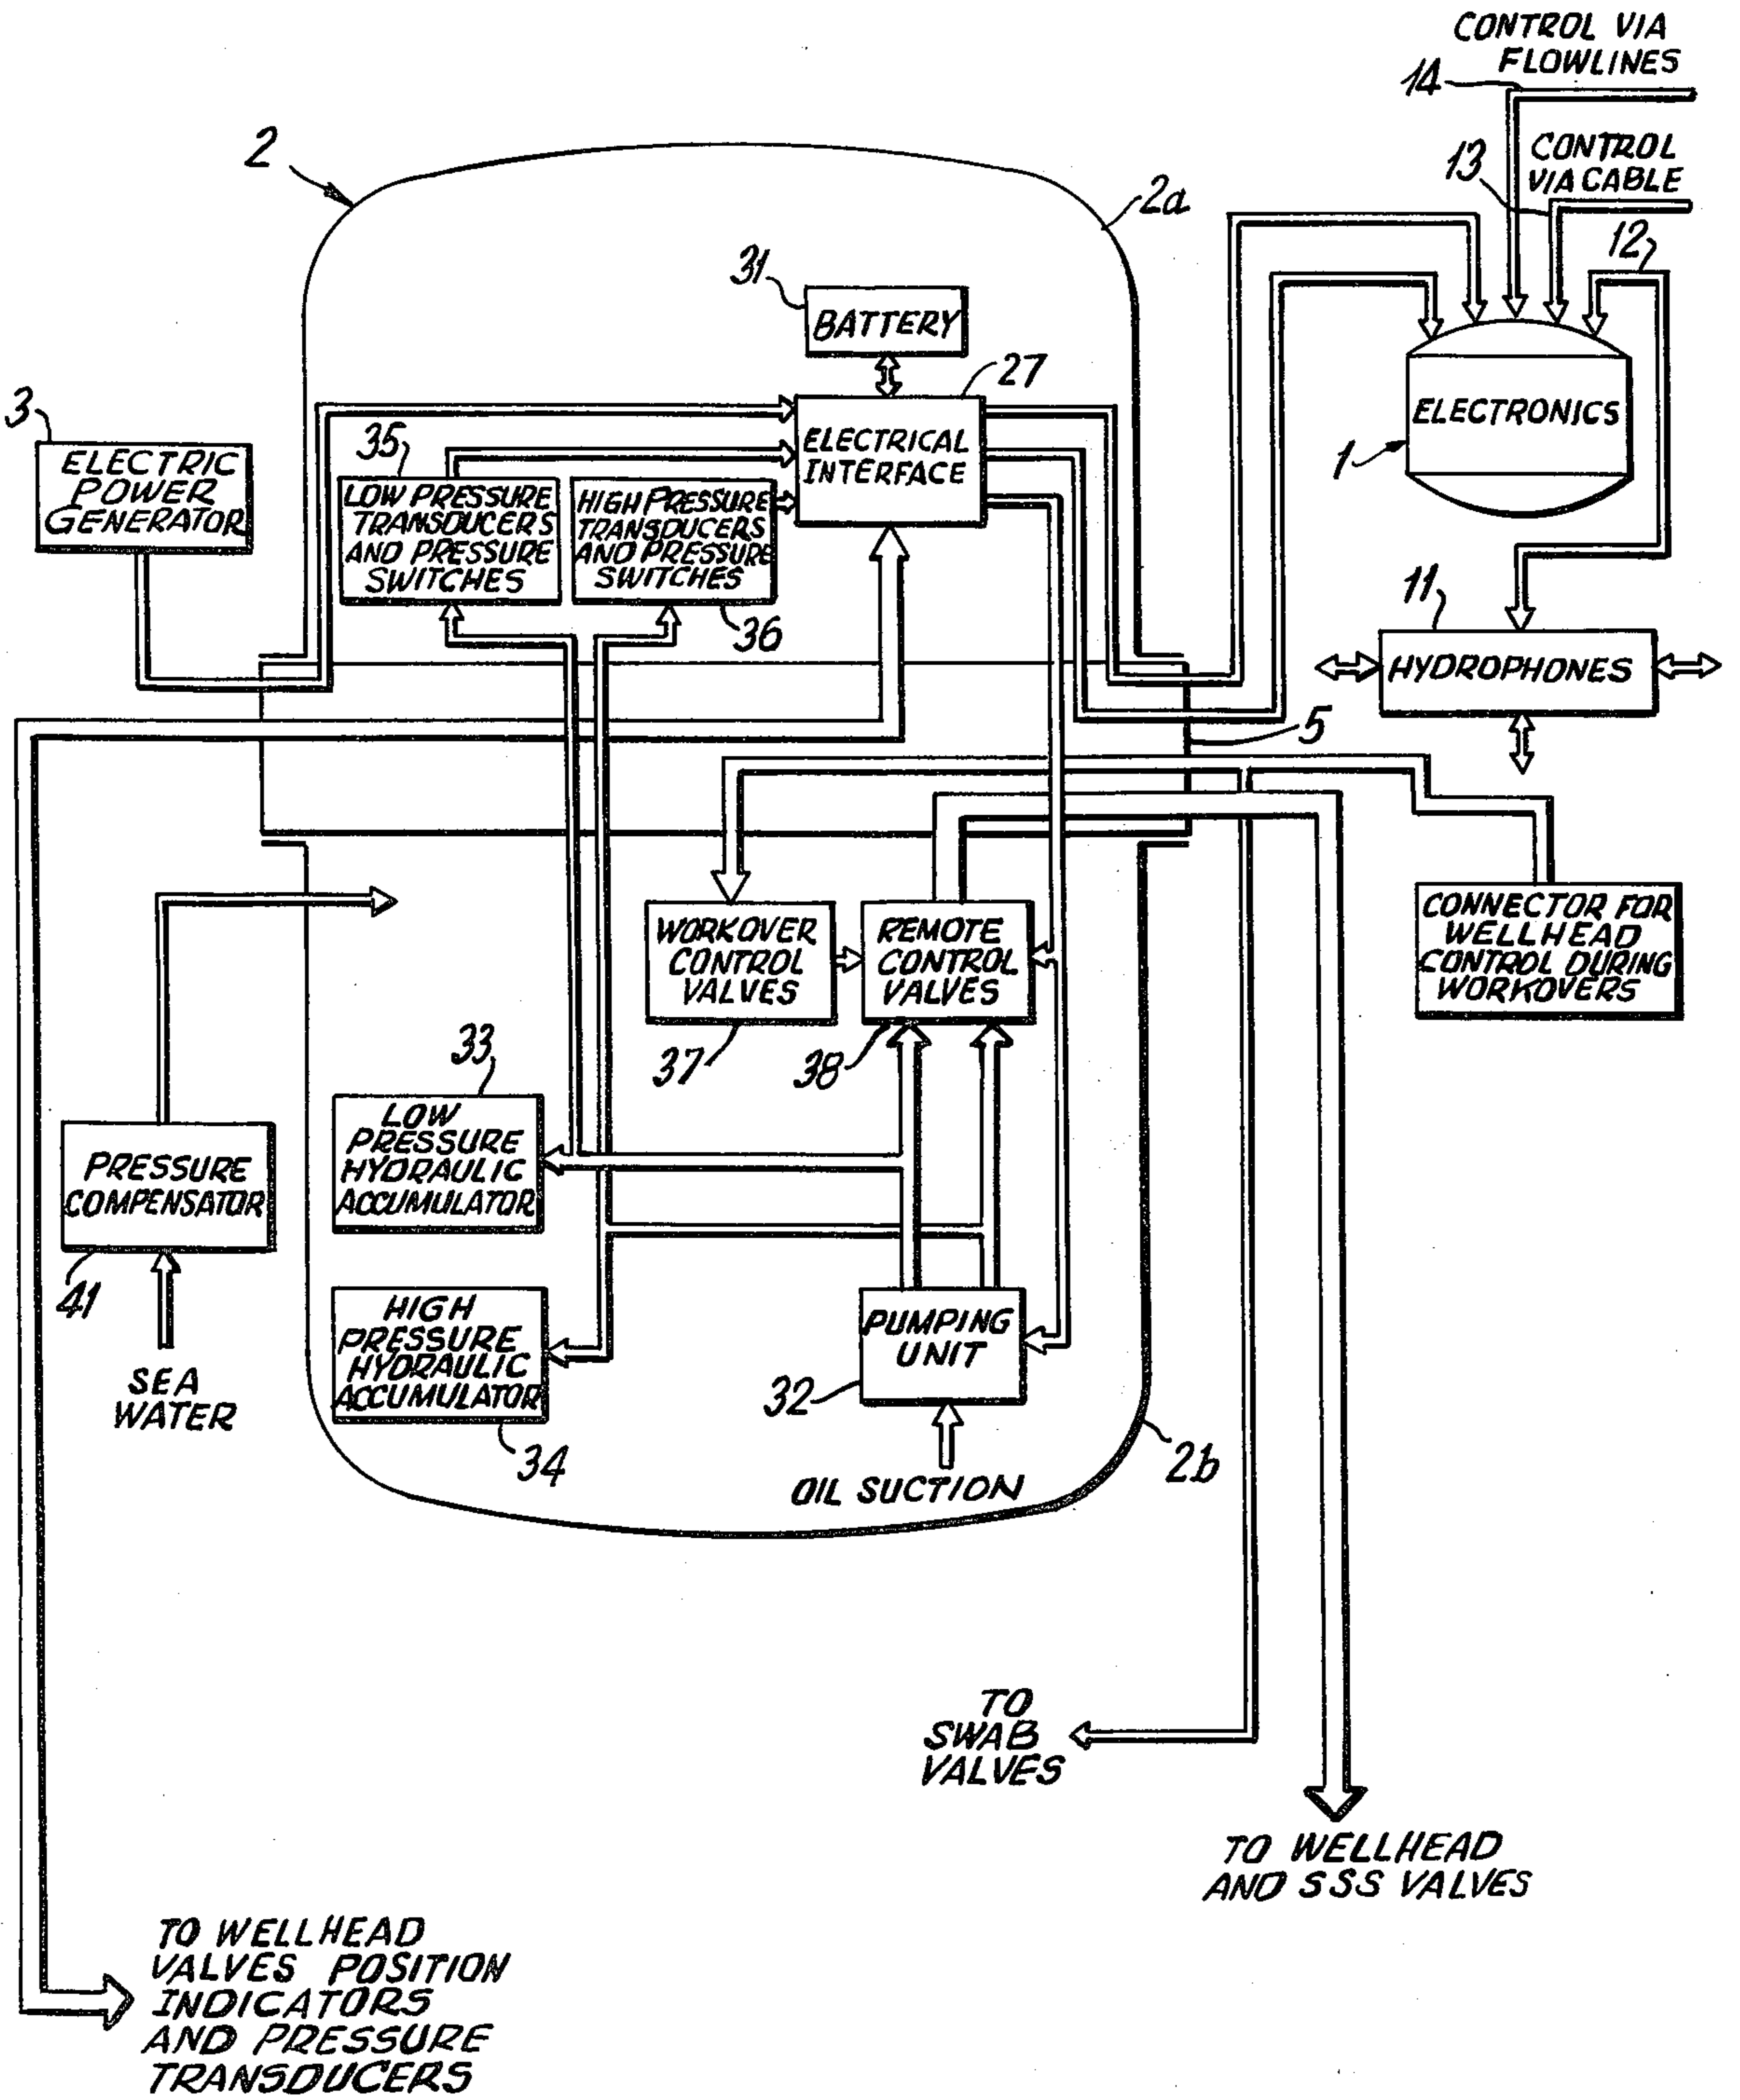 CONTROL VIA
FLOWLINES
14
CONTROL
VIA CABLE
13
12
2
2a
31
BATTERY
27
ELECTRICAL
INTERFACE
3
ELECTRIC
POWER
GENERATOR
35
LOW PRESSURE
TRANSDUCERS
AND PRESSURE
SWITCHES
HIGH PRESSURE
TRANSDUCERS
AND PRESSURE
SWITCHES
36
ELECTRONICS
1
11
HYDROPHONES
5
WORKOVER
CONTROL
VALVES
37
REMOTE
CONTROL
VALVES
38
CONNECTOR FOR
WELLHEAD
CONTROL DURING
WORKOVERS
33
LOW
PRESSURE
HYDRAULIC
ACCUMULATOR
PRESSURE
COMPENSATOR
41
SEA
WATER
HIGH
PRESSURE
HYDRAULIC
ACCUMULATOR
34
PUMPING
UNIT
32
OIL SUCTION
2b
TO
SWAB
VALVES
TO WELLHEAD
AND SSS VALVES
TO WELLHEAD
VALVES POSITION
INDICATORS
AND PRESSURE
TRANSDUCERS